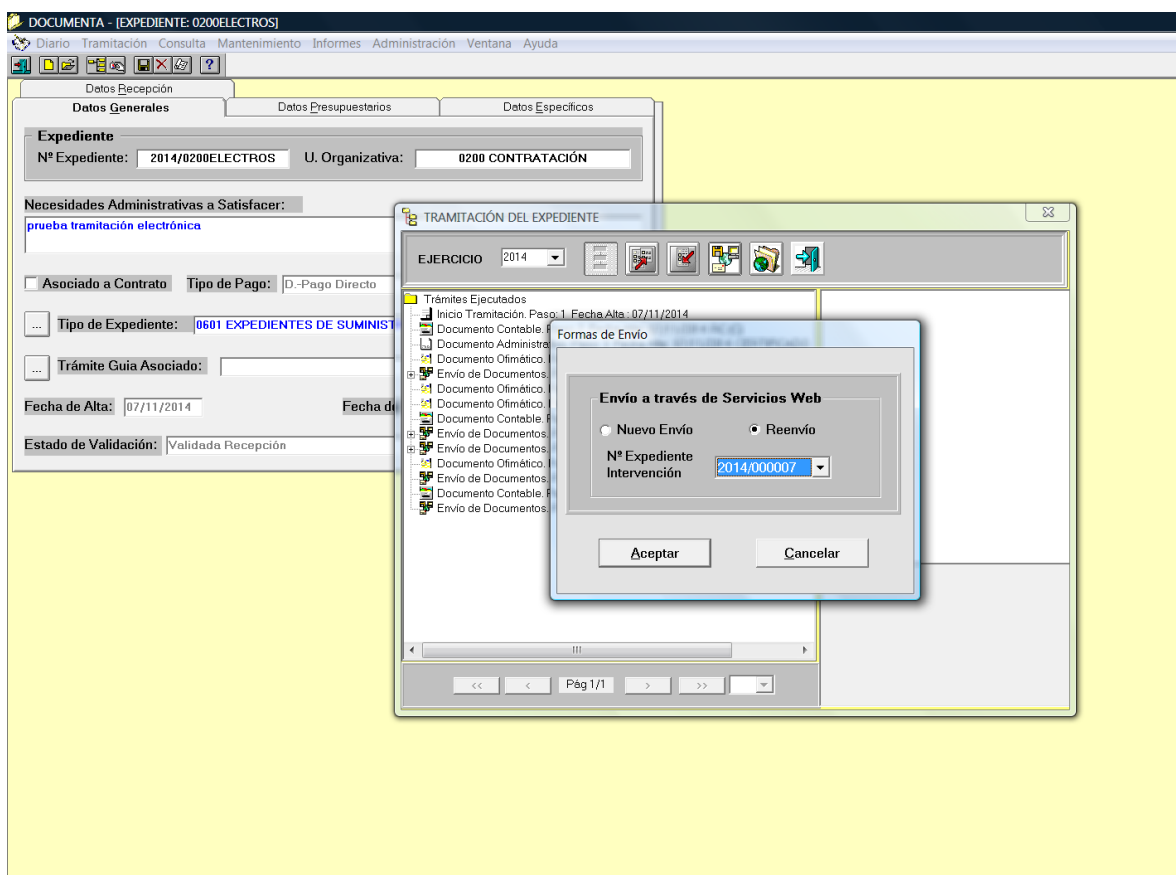 DOCUMENTA - [EXPEDIENTE: 0200ELECTROS]
Diario Tramitación Consulta Mantenimiento Informes Administración Ventana Ayuda
?
Datos Recepción
Datos Generales Datos Presupuestarios Datos Específicos
Expediente
Nº Expediente: 2014/0200ELECTROS U. Organizativa: 0200 CONTRATACIÓN
Necesidades Administrativas a Satisfacer:
prueba tramitación electrónica
Asociado a Contrato Tipo de Pago: D.-Pago Directo
... Tipo de Expediente: 0601 EXPEDIENTES DE SUMINIST
... Trámite Guia Asociado:
Fecha de Alta: 07/11/2014 Fecha d
Estado de Validación: Validada Recepción
TRAMITACIÓN DEL EXPEDIENTE
EJERCICIO 2014
Trámites Ejecutados
Inicio Tramitación. Paso: 1 Fecha Alta : 07/11/2014
Documento Contable.
Documento Administra
Documento Ofimático.
Envío de Documentos.
Documento Ofimático.
Documento Ofimático.
Documento Contable.
Envío de Documentos.
Envío de Documentos.
Documento Ofimático.
Envío de Documentos.
Documento Contable.
Envío de Documentos.
Pág 1/1
<< < > >>
Formas de Envío
Envío a través de Servicios Web
Nuevo Envío Reenvío
Nº Expediente
Intervención 2014/000007
Aceptar Cancelar